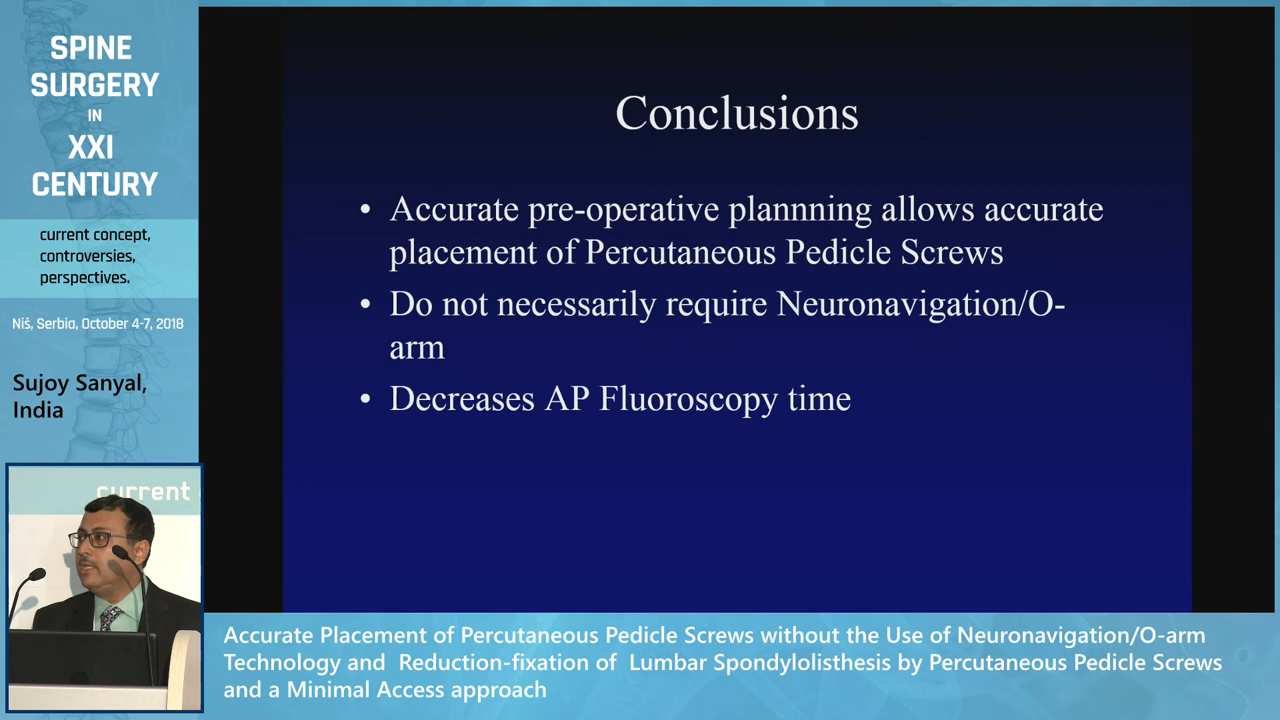 SPINE
SURGERY
IN
XXI
CENTURY
current concept,
controversies,
perspectives.
Niš, Serbia, October 4-7, 2018
Sujoy Sanyal,
India
current
Conclusions
• Accurate pre-operative plannning allows accurate
placement of Percutaneous Pedicle Screws
• Do not necessarily require Neuronavigation/O-
arm
• Decreases AP Fluoroscopy time
Accurate Placement of Percutaneous Pedicle Screws without the Use of Neuronavigation/O-arm
Technology and Reduction-fixation of Lumbar Spondylolisthesis by Percutaneous Pedicle Screws
and a Minimal Access approach